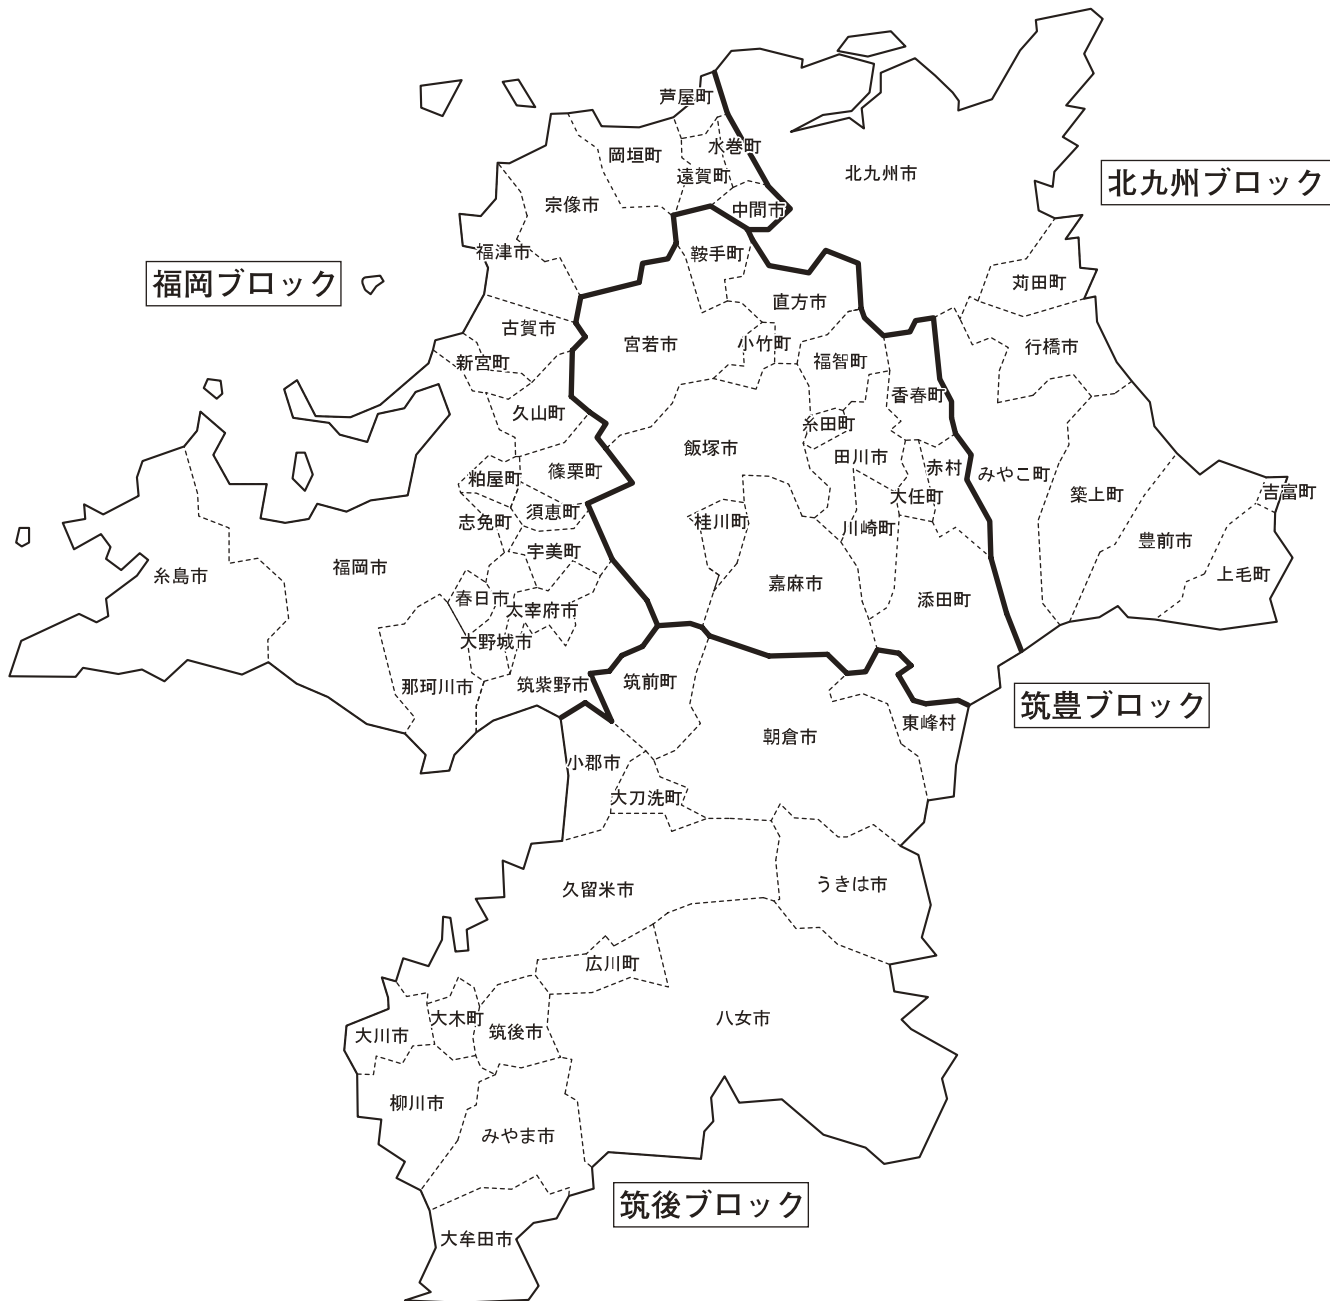 芦屋町
水巻町
岡垣町
遠賀町
北九州市
北九州ブロック
中間市
宗像市
福津市
鞍手町
福岡ブロック
苅田町
直方市
古賀市
宮若市
小竹町
行橋市
新宮町
福智町
香春町
久山町
糸田町
飯塚市
田川市
赤村
みやこ町
篠栗町
粕屋町
大任町
築上町
吉富町
須恵町
志免町
桂川町
川崎町
豊前市
宇美町
福岡市
糸島市
嘉麻市
上毛町
春日市
太宰府市
添田町
大野城市
那珂川市
筑紫野市
筑前町
筑豊ブロック
東峰村
朝倉市
小郡市
大刀洗町
久留米市
うきは市
広川町
八女市
大木町
大川市
筑後市
柳川市
みやま市
筑後ブロック
大牟田市